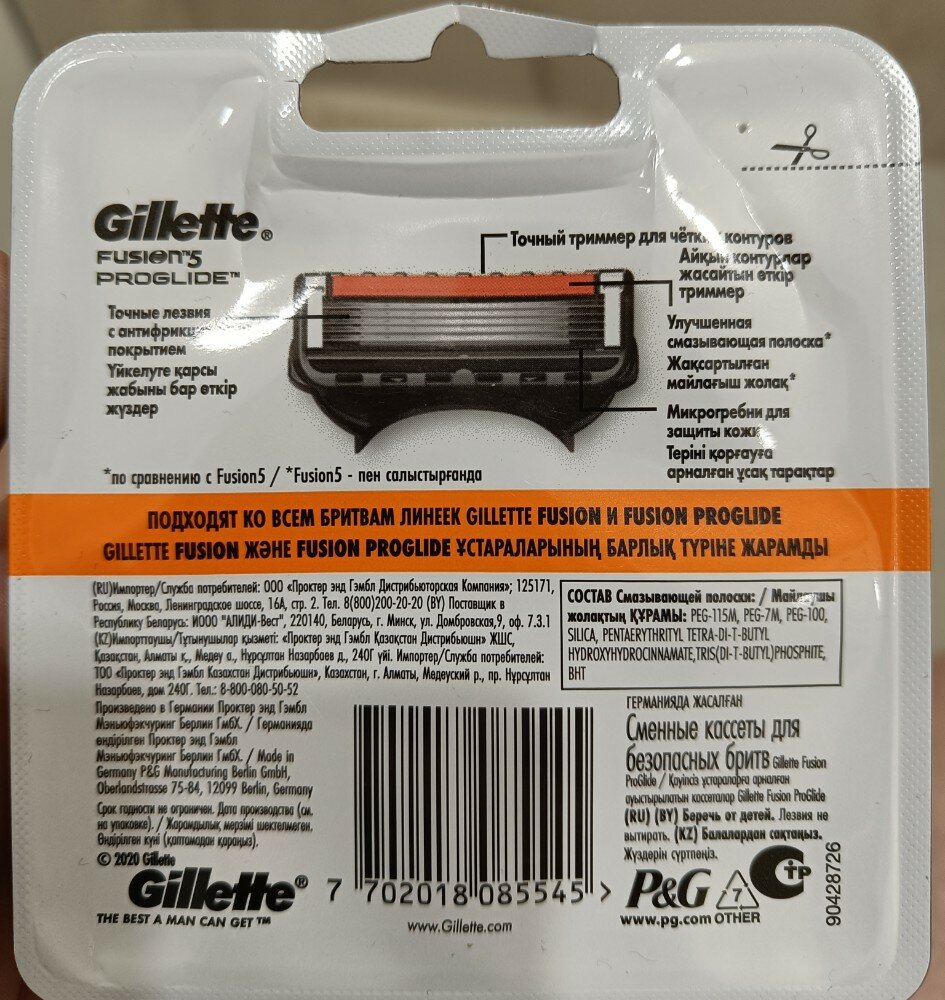 Gillette®
FUSION™5
PROGLIDE™
Точный триммер для чётких контуров
Айқын контурлар
жасайтын өткір
триммер
Точные лезвия
с антифрикц
покрытием
Үйкелуге қарсы
жабыны бар өткір
жүздер
Улучшенная
смазывающая полоска*
Жақсартылған
майлағыш жолақ*
Микрогребни для
защиты кожи
Теріні қорғауға
арналған ұсақ тарақтар
*по сравнению с Fusion5 / *Fusion5 - пен салыстырғанда
ПОДХОДЯТ КО ВСЕМ БРИТВАМ ЛИНЕЕК GILLETTE FUSION И FUSION PROGLIDE
GILLETTE FUSION ЖӘНЕ FUSION PROGLIDE ҰСТАРАЛАРЫНЫҢ БАРЛЫҚ ТҮРІНЕ ЖАРАМДЫ
(RU)Импортер/Служба потребителей: ООО «Проктер энд Гэмбл Дистрибьюторская Компания»; 125171,
Россия, Москва, Ленинградское шоссе, 16А, стр. 2. Тел. 8(800)200-20-20 (BY) Поставщик в
Республику Беларусь: ИООО "АЛИДИ-Вест", 220140, Беларусь, г. Минск, ул. Домбровская,9, оф. 7.3.1
(KZ)Импорттаушы/Тұтынушылар қызметі: «Проктер энд Гэмбл Казахстан Дистрибьюшн» ЖШС,
Қазақстан, Алматы қ., Медеу а., Нұрсұлтан Назарбаев д., 240Г үйі. Импортер/Служба потребителей:
ТОО «Проктер энд Гэмбл Казахстан Дистрибьюшн», Казахстан, г. Алматы, Медеуский р., пр. Нұрсұлтан
Назарбаев, дом 240Г. Тел.: 8-800-080-50-52
СОСТАВ Смазывающей полоски: / Майлаушы
жолақтың ҚҰРАМЫ: PEG-115M, PEG-7M, PEG-100,
SILICA, PENTAERYTHRITYL TETRA-DI-T-BUTYL
HYDROXYHYDROCINNAMATE,TRIS(DI-T-BUTYL)PHOSPHITE,
BHT
Произведено в Германии Проктер энд Гэмбл
Мэньюфэкчуринг Берлин ГмбХ. / Германияда
өндірілген Проктер энд Гэмбл
Мэньюфэкчуринг Берлин ГмбХ. / Made in
Germany P&G Manufacturing Berlin GmbH,
Oberlandstrasse 75-84, 12099 Berlin, Germany
Срок годности не ограничен. Дата производства (см.
на упаковке). / Жарамдылық мерзімі шектелмеген.
Өндірілген күні (қаптамадан қараңыз).
© 2020 Gillette
Gillette®
THE BEST A MAN CAN GET™
7 702018 085545 >
www.Gillette.com
ГЕРМАНИЯДА ЖАСАЛҒАН
Сменные кассеты для
безопасных бритв Gillette Fusion
ProGlide / Қауіпсіз ұстараларға арналған
ауыстырылатын кассеталар Gillette Fusion ProGlide
(RU) (BY) Беречь от детей. Лезвия не
вытирать. (KZ) Балалардан сақтаңыз.
Жүздерін сүртпеңіз.
P&G
7
СТР
www.pg.com OTHER
90428726